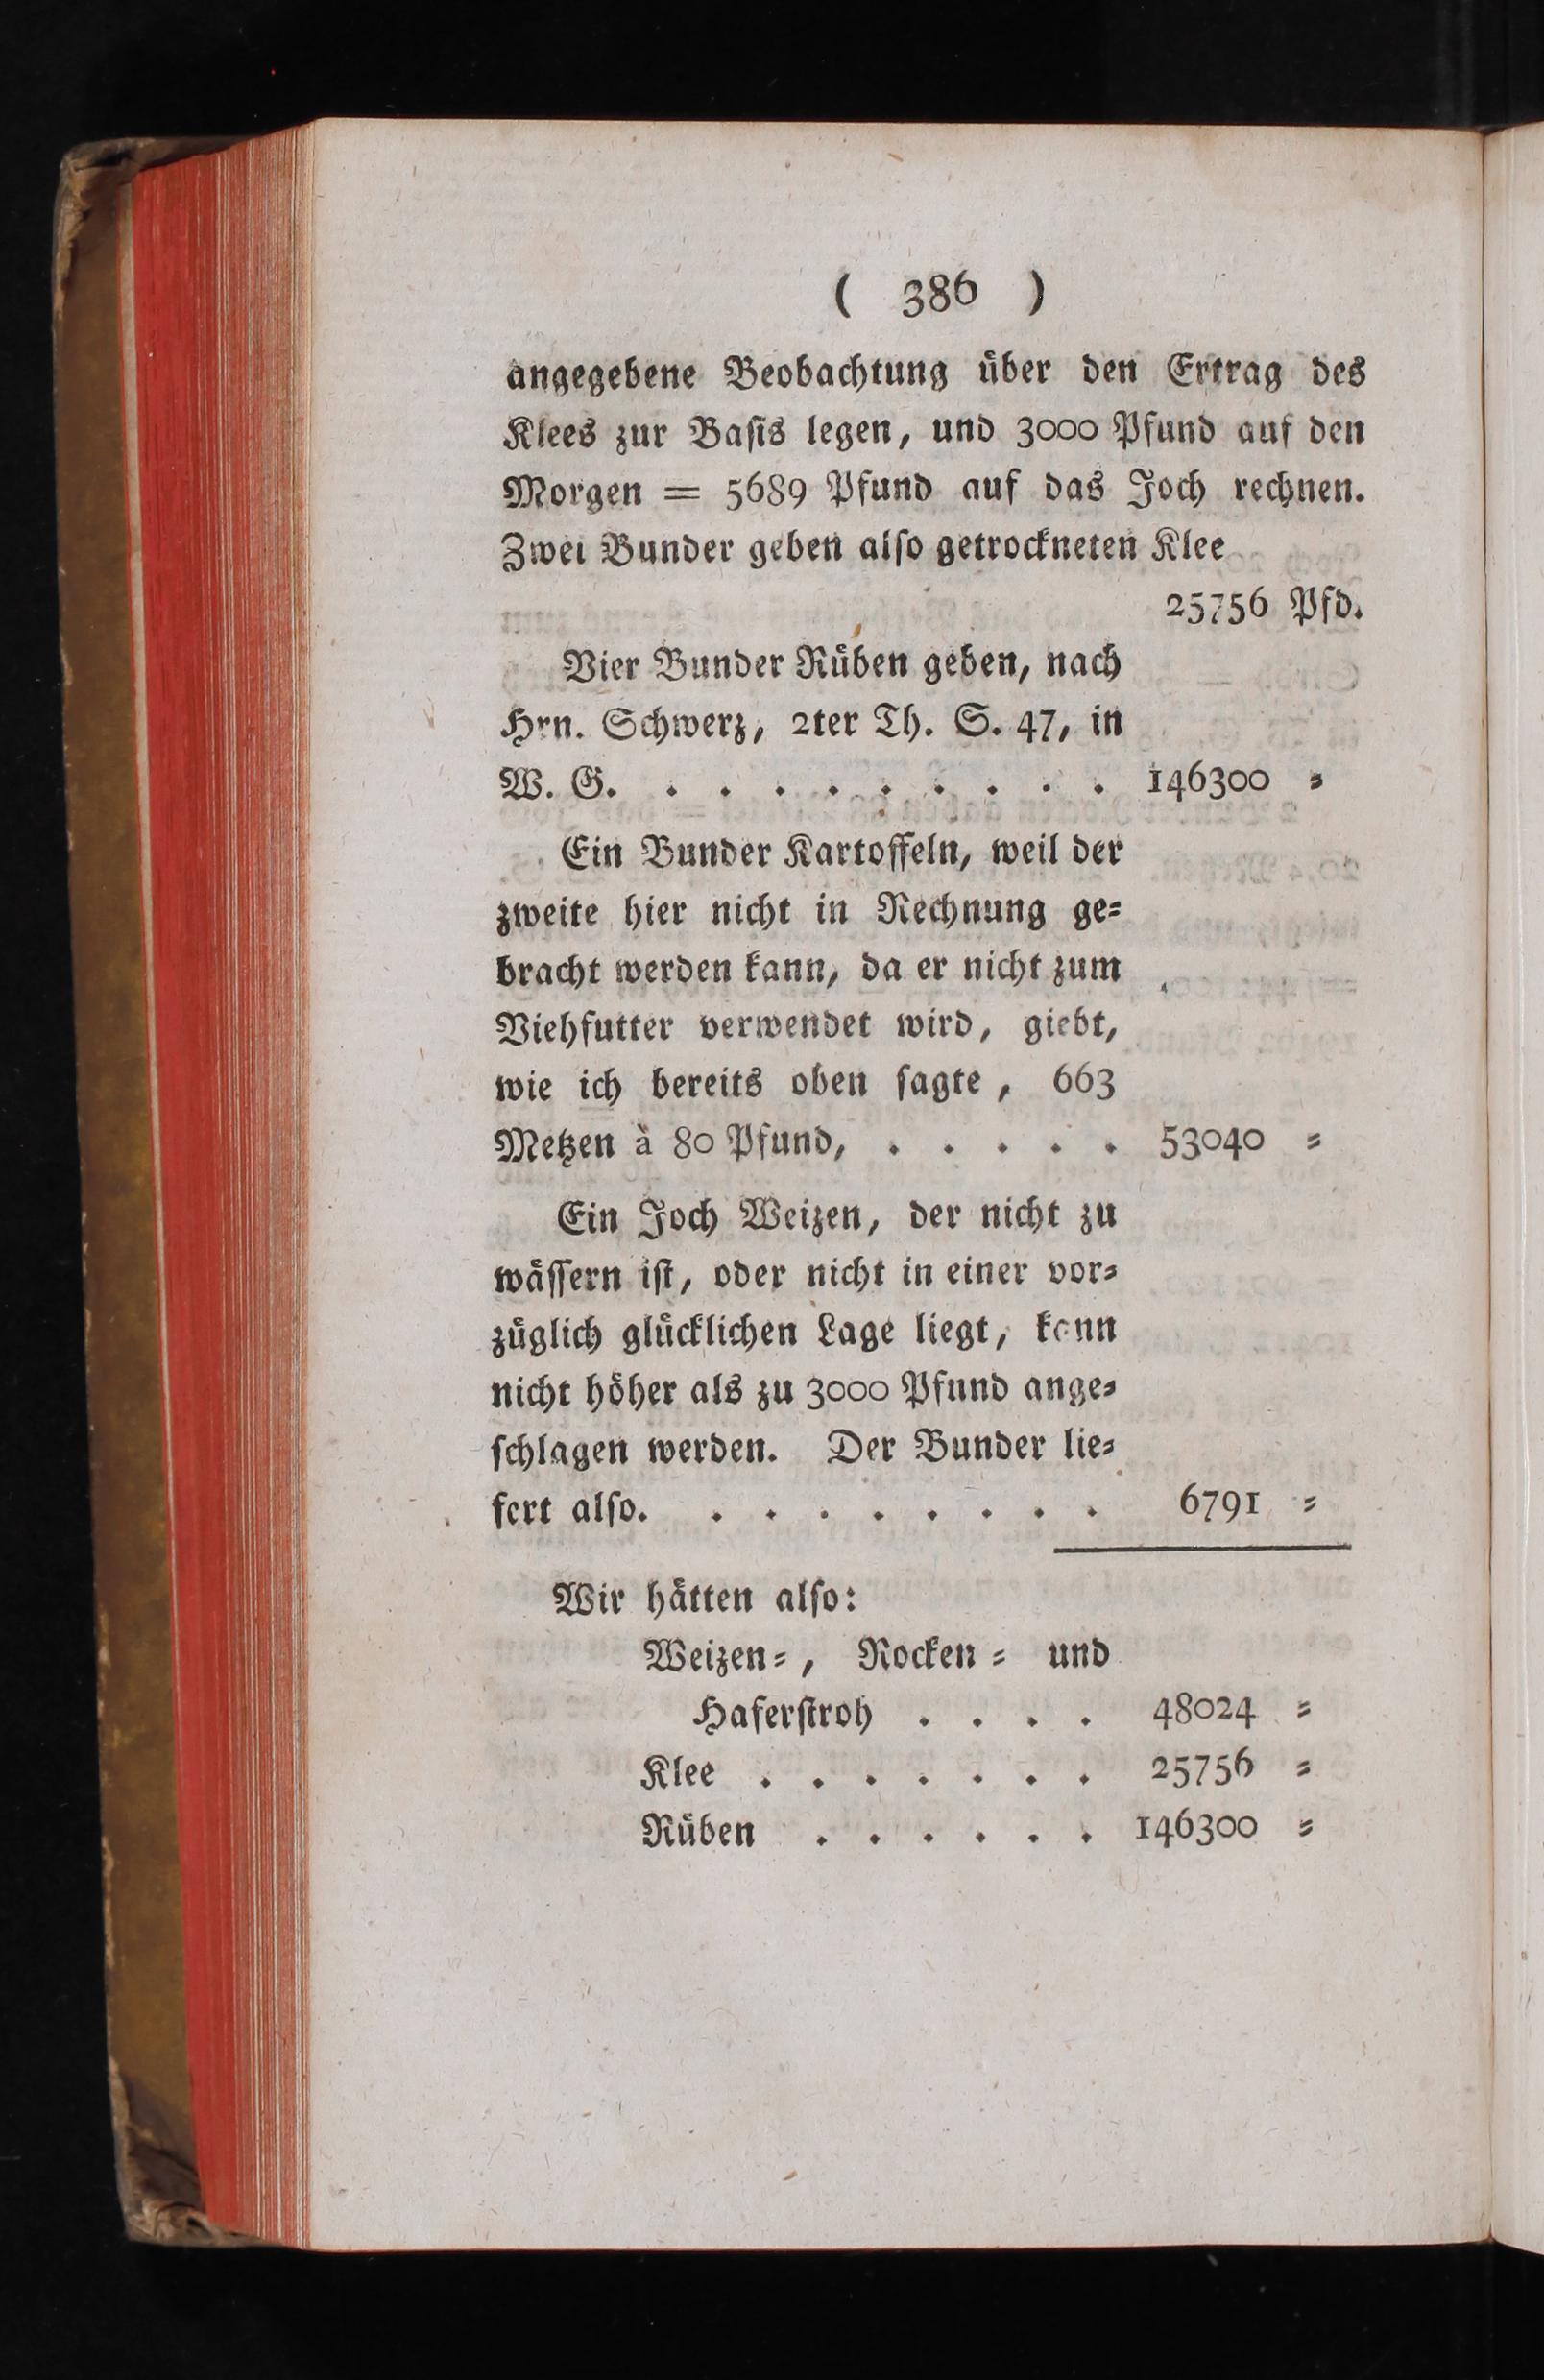 ( 386 )
angegebene Beobachtung über den Ertrag des
Klees zur Baſis legen, und 3000 Pfund auf den
Morgen = 5689 Pfund auf das Joch rechnen.
Zwei Bunder geben alſo getrockneten Klee
25756 Pfd.
Vier Bunder Rüben geben, nach
Hrn. Schwerz, 2ter Th. S. 47, in
W. G. . . . . . . . . . 146300 ⸗
Ein Bunder Kartoffeln, weil der
zweite hier nicht in Rechnung ge⸗
bracht werden kann, da er nicht zum
Viehfutter verwendet wird, giebt,
wie ich bereits oben ſagte, 663
Metzen à 80 Pfund, . . . . . 53040 ⸗
Ein Joch Weizen, der nicht zu
wäſſern iſt, oder nicht in einer vor⸗
züglich glücklichen Lage liegt, kann
nicht höher als zu 3000 Pfund ange⸗
ſchlagen werden. Der Bunder lie⸗
fert alſo. . . . . . . . . 6791 ⸗
Wir hätten alſo:
Weizen⸗, Rocken⸗ und
Haferſtroh . . . . 48024 ⸗
Klee . . . . . . . 25756 ⸗
Rüben . . . . . . 146300 ⸗